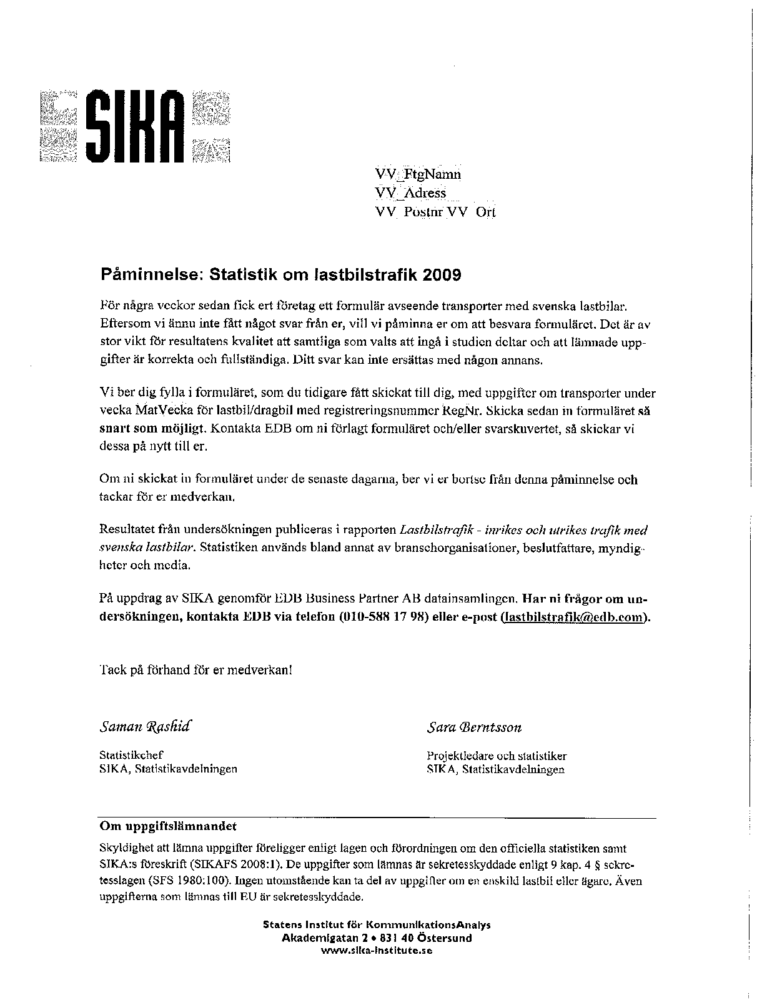 SIKA
VV_FtgNamn
VV_Adress
VV_Postnr VV_Ort
Påminnelse: Statistik om lastbilstrafik 2009
För några veckor sedan fick ert företag ett formulär avseende transporter med svenska lastbilar.
Eftersom vi ännu inte fått något svar från er, vill vi påminna er om att besvara formuläret. Det är av
stor vikt för resultatens kvalitet att samtliga som valts att ingå i studien deltar och att lämnade upp-
gifter är korrekta och fullständiga. Ditt svar kan inte ersättas med någon annans.
Vi ber dig fylla i formuläret, som du tidigare fått skickat till dig, med uppgifter om transporter under
vecka MatVecka för lastbil/dragbil med registreringsnummer RegNr. Skicka sedan in formuläret så
snart som möjligt. Kontakta EDB om ni förlagt formuläret och/eller svarskuvertet, så skickar vi
dessa på nytt till er.
Om ni skickat in formuläret under de senaste dagarna, ber vi er bortse från denna påminnelse och
tackar för er medverkan.
Resultatet från undersökningen publiceras i rapporten Lastbilstrafik - inrikes och utrikes trafik med
svenska lastbilar. Statistiken används bland annat av branschorganisationer, beslutfattare, myndig-
heter och media.
På uppdrag av SIKA genomför EDB Business Partner AB datainsamlingen. Har ni frågor om un-
dersökningen, kontakta EDB via telefon (010-588 17 98) eller e-post (lastbilstrafik@edb.com).
Tack på förhand för er medverkan!
Saman Rashid
Sara Berntsson
Statistikchef
Projektledare och statistiker
SIKA, Statistikavdelningen
SIKA, Statistikavdelningen
Om uppgiftslämnandet
Skyldighet att lämna uppgifter föreligger enligt lagen och förordningen om den officiella statistiken samt
SIKA:s föreskrift (SIKAFS 2008:1). De uppgifter som lämnas är sekretesskyddade enligt 9 kap. 4 § sekre-
tesslagen (SFS 1980:100). Ingen utomstående kan ta del av uppgifter om en enskild lastbil eller ägare. Även
uppgifterna som lämnas till EU är sekretesskyddade.
Statens Institut för KommunikationsAnalys
Akademigatan 2 • 831 40 Östersund
www.sika-institute.se